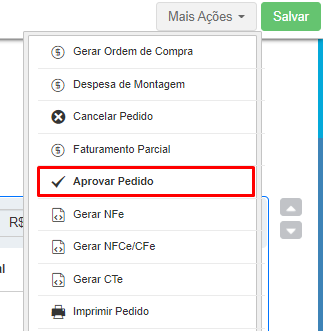 Mais Ações
Salvar
Gerar Ordem de Compra
Despesa de Montagem
Cancelar Pedido
Faturamento Parcial
Aprovar Pedido
Gerar NFe
R$
Gerar NFCe/CFe
al
Gerar CTe
Imprimir Pedido